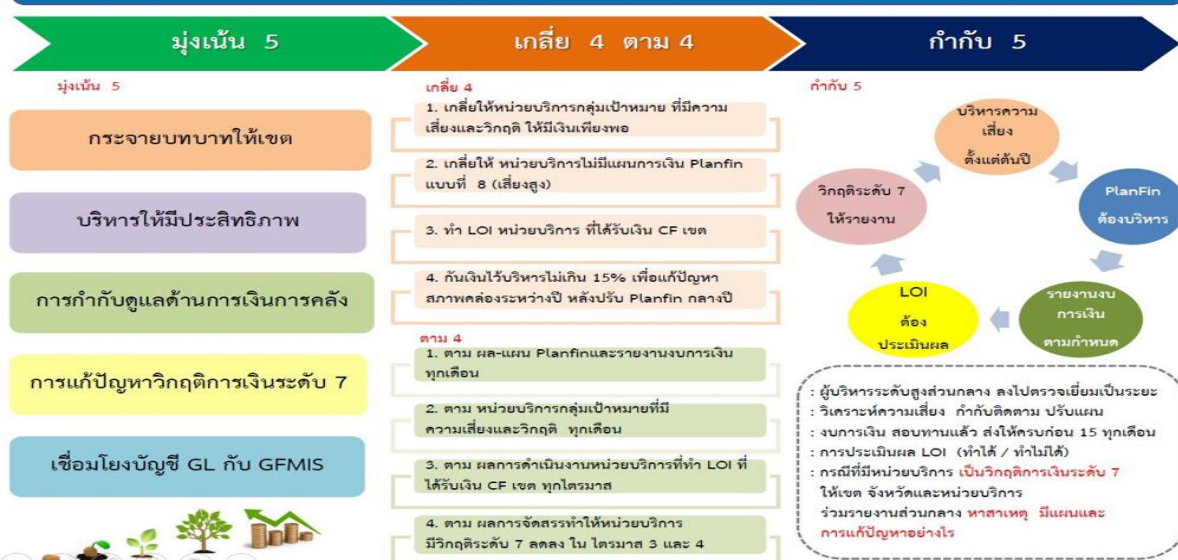 มุ่งเน้น 5
เกลี่ย 4 ตาม 4
กำกับ 5
มุ่งเน้น 5
กระจายบทบาทให้เขต
บริหารให้มีประสิทธิภาพ
การกำกับดูแลด้านการเงินการคลัง
การแก้ปัญหาวิกฤติการเงินระดับ 7
เชื่อมโยงบัญชี GL กับ GFMIS
เกลี่ย 4
1. เกลี่ยให้หน่วยบริการกลุ่มเป้าหมาย ที่มีความ
เสี่ยงและวิกฤติ ให้มีเงินเพียงพอ
2. เกลี่ยให้ หน่วยบริการไม่มีแผนการเงิน Planfin
แบบที่ 8 (เสี่ยงสูง)
3. ทำ LOI หน่วยบริการ ที่ได้รับเงิน CF เขต
4. กันเงินไว้บริหารไม่เกิน 15% เพื่อแก้ปัญหา
สภาพคล่องระหว่างปี หลังปรับ Planfin กลางปี
ตาม 4
1. ตาม ผล-แผน Planfinและรายงานงบการเงิน
ทุกเดือน
2. ตาม หน่วยบริการกลุ่มเป้าหมายที่มี
ความเสี่ยงและวิกฤติ ทุกเดือน
3. ตาม ผลการดำเนินงานหน่วยบริการที่ทำ LOI ที่
ได้รับเงิน CF เขต ทุกไตรมาส
4. ตาม ผลการจัดสรรทำให้หน่วยบริการ
มีวิกฤติระดับ 7 ลดลง ใน ไตรมาส 3 และ 4
กำกับ 5
บริหารความ
เสี่ยง
ตั้งแต่ต้นปี
PlanFin
ต้องบริหาร
รายงานงบ
การเงิน
ตามกำหนด
LOI
ต้อง
ประเมินผล
วิกฤติระดับ 7
ให้รายงาน
: ผู้บริหารระดับสูงส่วนกลาง ลงไปตรวจเยี่ยมเป็นระยะ
: วิเคราะห์ความเสี่ยง กำกับติดตาม ปรับแผน
: งบการเงิน สอบทานแล้ว ส่งให้ครบก่อน 15 ทุกเดือน
: การประเมินผล LOI (ทำได้ / ทำไม่ได้)
: กรณีที่มีหน่วยบริการ เป็นวิกฤติการเงินระดับ 7
ให้เขต จังหวัดและหน่วยบริการ
ร่วมรายงานส่วนกลาง หาสาเหตุ มีแผนและ
การแก้ปัญหาอย่างไร